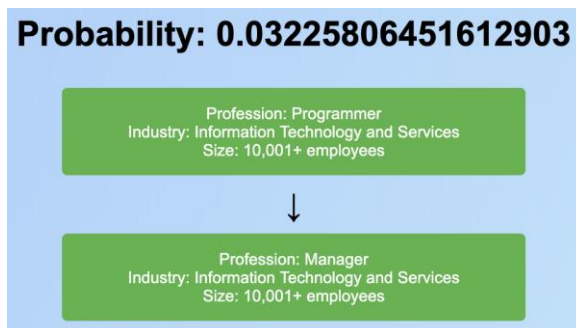 Probability: 0.03225806451612903
Profession: Programmer
Industry: Information Technology and Services
Size: 10,001+ employees
↓
Profession: Manager
Industry: Information Technology and Services
Size: 10,001+ employees